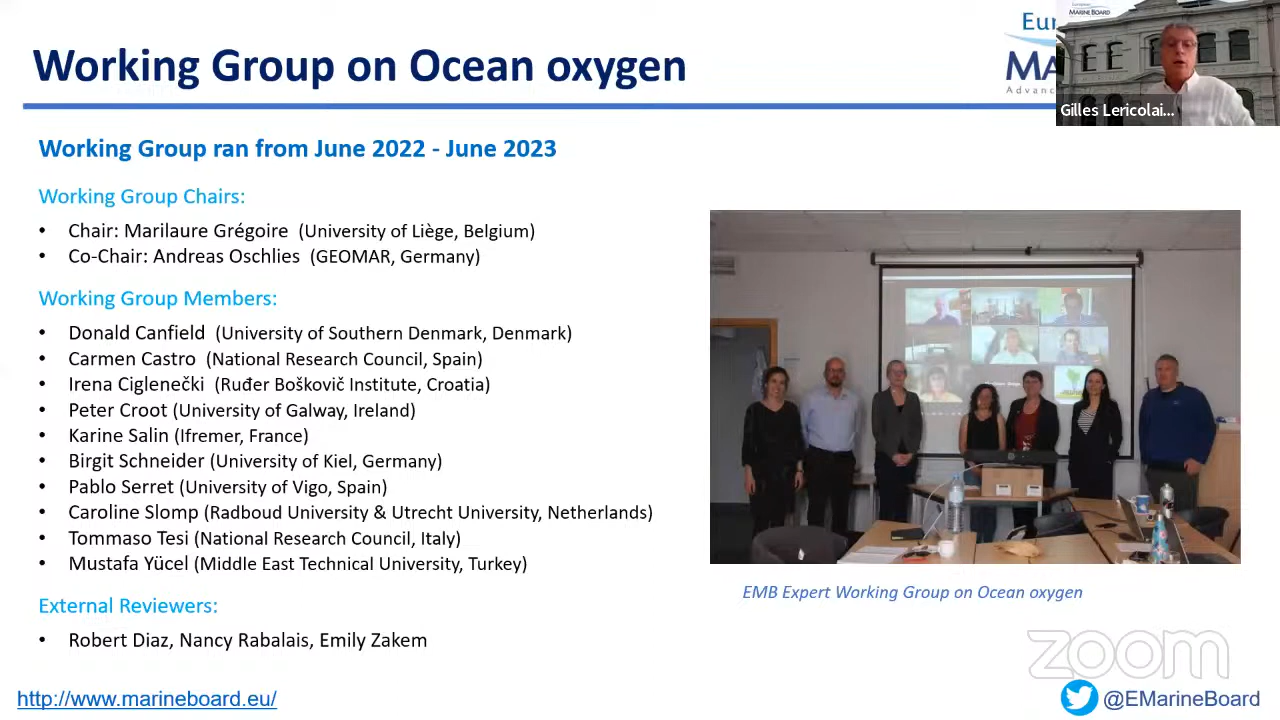 Working Group on Ocean oxygen
Eur
MARINE BOARD
MA
Advanc
Gilles Lericolai...
Working Group ran from June 2022 - June 2023
Working Group Chairs:
• Chair: Marilaure Grégoire (University of Liège, Belgium)
• Co-Chair: Andreas Oschlies (GEOMAR, Germany)
Working Group Members:
• Donald Canfield (University of Southern Denmark, Denmark)
• Carmen Castro (National Research Council, Spain)
• Irena Ciglenečki (Ruđer Boškovič Institute, Croatia)
• Peter Croot (University of Galway, Ireland)
• Karine Salin (Ifremer, France)
• Birgit Schneider (University of Kiel, Germany)
• Pablo Serret (University of Vigo, Spain)
• Caroline Slomp (Radboud University & Utrecht University, Netherlands)
• Tommaso Tesi (National Research Council, Italy)
• Mustafa Yücel (Middle East Technical University, Turkey)
External Reviewers:
• Robert Diaz, Nancy Rabalais, Emily Zakem
EMB Expert Working Group on Ocean oxygen
zoom
http://www.marineboard.eu/
@EMarineBoard